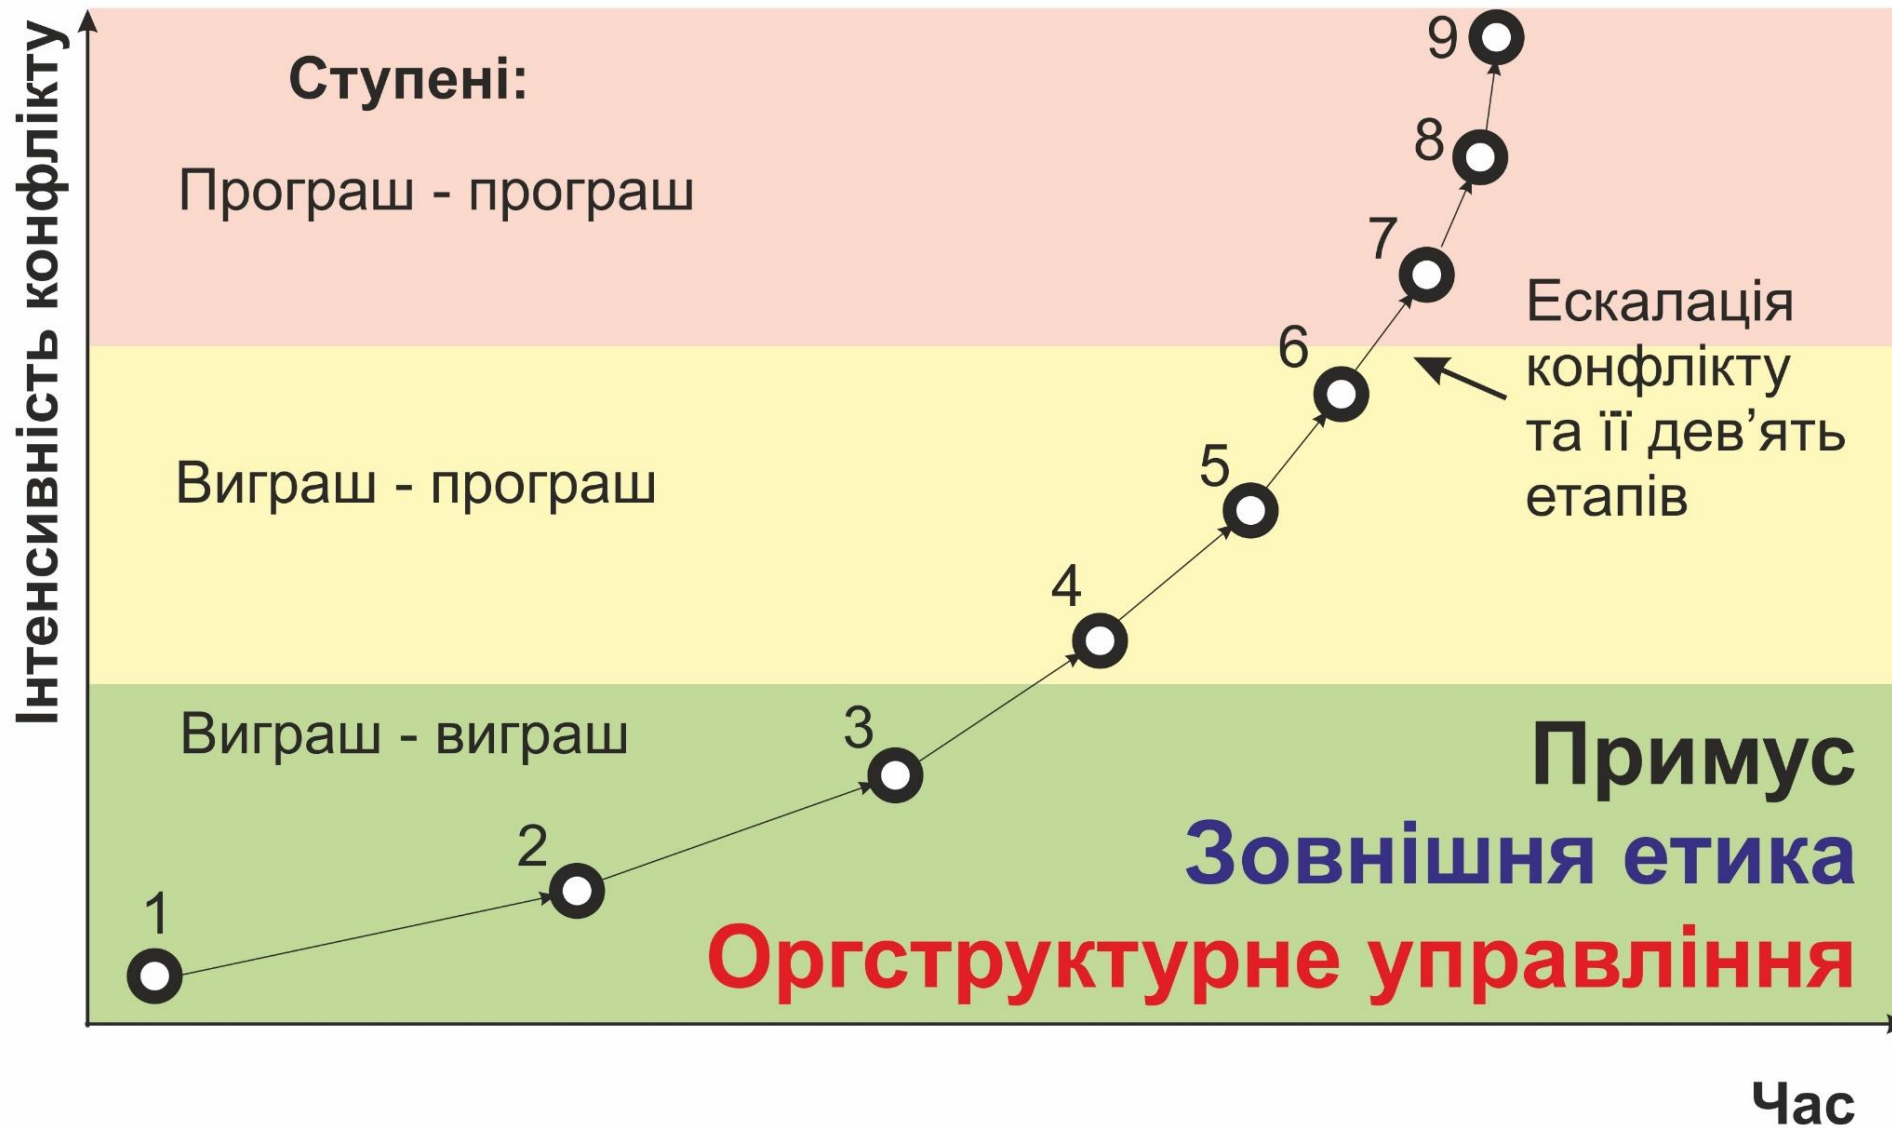 Інтенсивність конфлікту
Ступені:
Програш - програш
Виграш - програш
Виграш - виграш
9
8
7
6
5
4
3
2
1
Ескалація
конфлікту
та її дев’ять
етапів
Примус
Зовнішня етика
Оргструктурне управління
Час